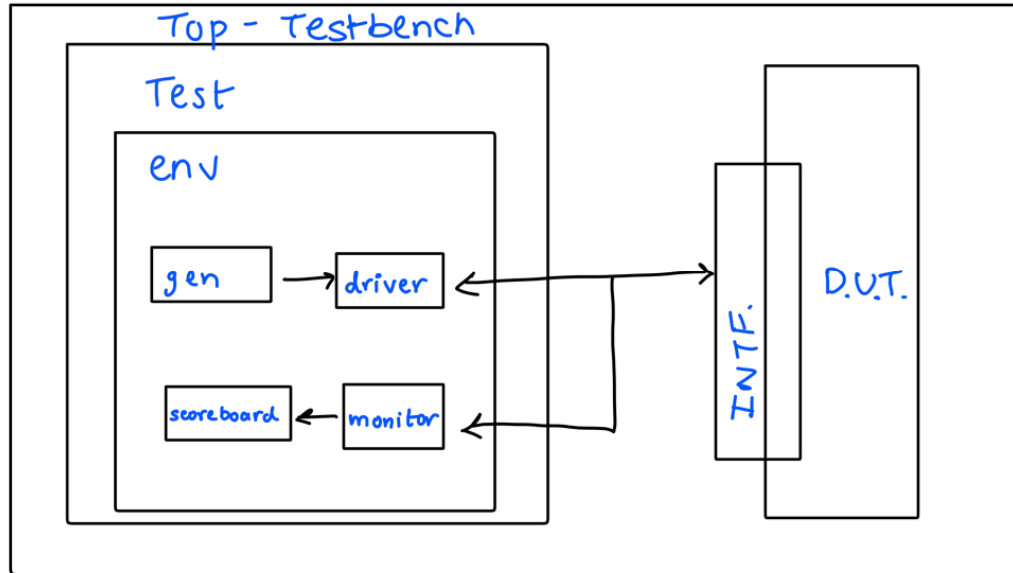 Top - Testbench
Test
env
gen
driver
scoreboard
monitor
INTF.
D.U.T.